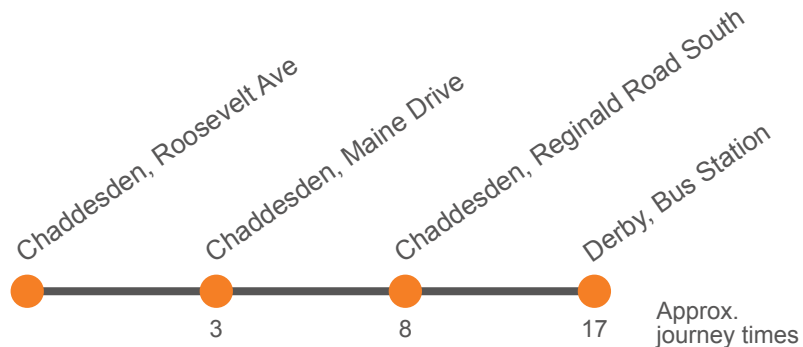 Chaddesden, Roosevelt Ave
Chaddesden, Maine Drive
Chaddesden, Reginald Road South
Derby, Bus Station
3
8
17
Approx.
journey times